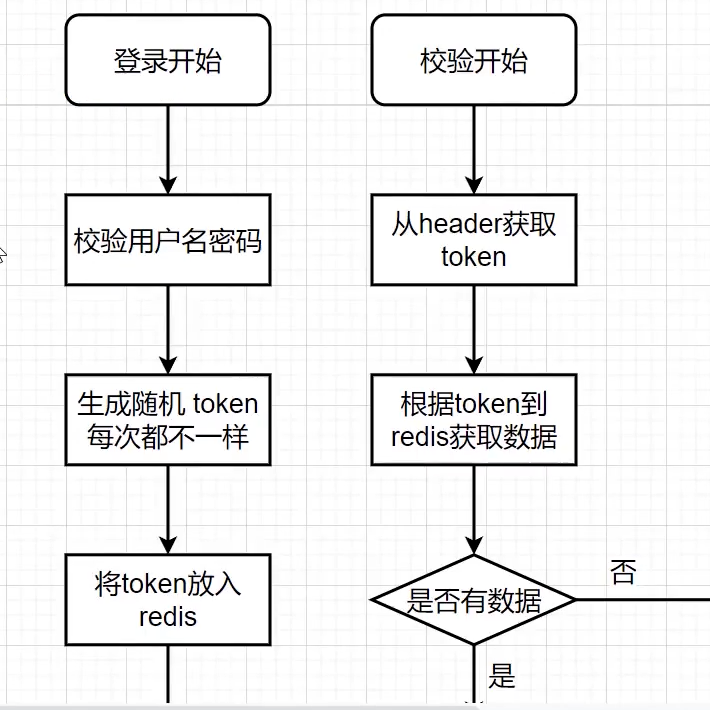 登录开始
校验用户名密码
生成随机 token
每次都不一样
将token放入
redis
校验开始
从header获取
token
根据token到
redis获取数据
是否有数据
否
是